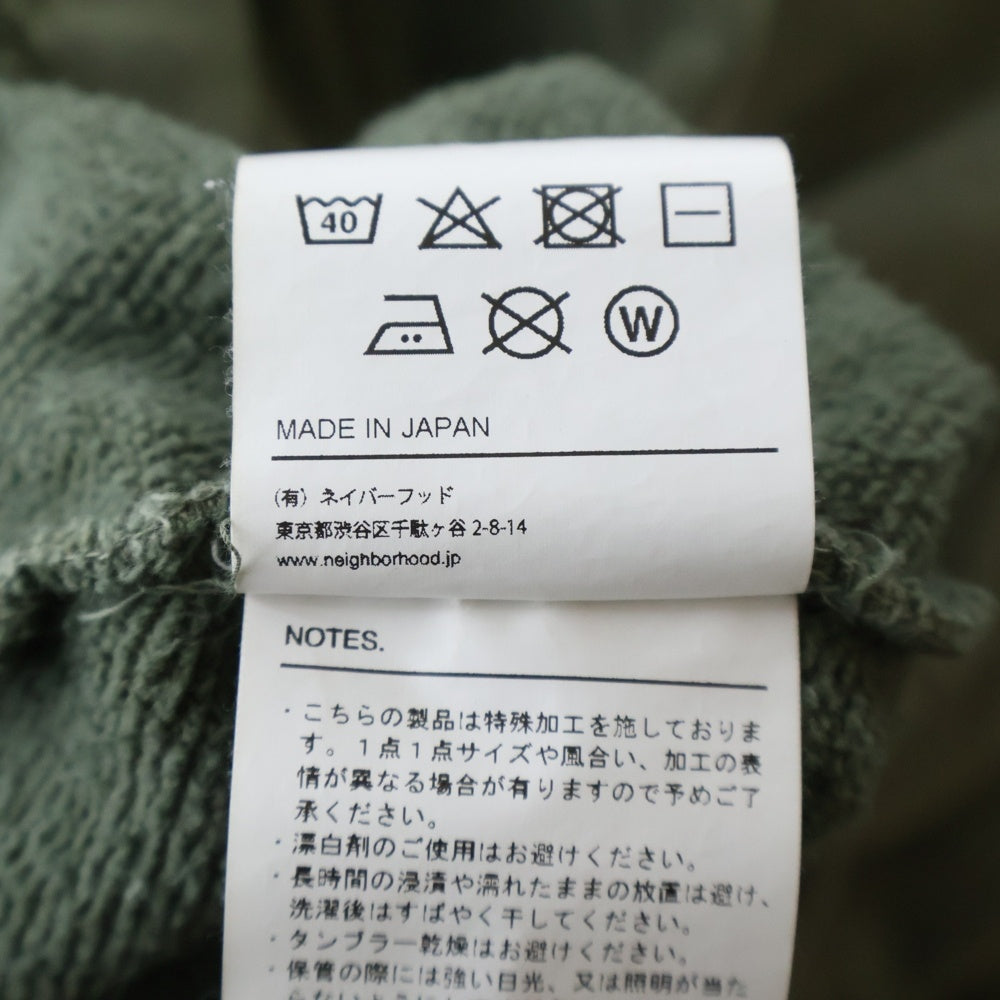 40
W
MADE IN JAPAN
(有) ネイバーフッド
東京都渋谷区千駄ヶ谷 2-8-14
www.neighborhood.jp
NOTES.
・こちらの製品は特殊加工を施しておりま
す。１点１点サイズや風合い、加工の表
情が異なる場合が有りますので予めご了
承ください。
・漂白剤のご使用はお避けください。
・長時間の浸漬や濡れたままの放置は避け、
洗濯後はすばやく干してください。
・タンブラー乾燥はお避けください。
・保管の際には強い日光、又は照明が当た
らないように